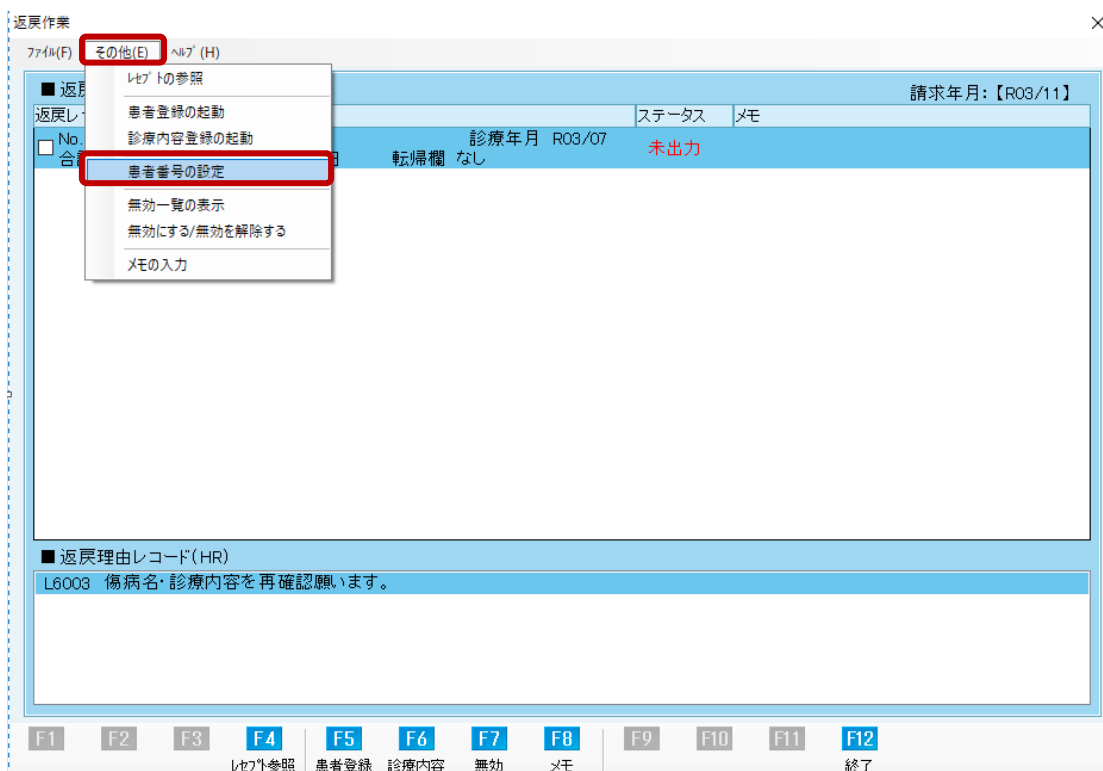 返戻作業
ﾌｧｲﾙ(F) その他(E) ﾍﾙﾌﾟ(H)
ﾚｾﾌﾟﾄの参照
患者登録の起動
診療内容登録の起動
患者番号の設定
無効一覧の表示
無効にする/無効を解除する
ﾒﾓの入力
■ 返戻 請求年月:【R03/11】
返戻レ ステータス メモ
No. 診療年月 R03/07
転帰欄 なし 未出力
■ 返戻理由レコード(HR)
L6003 傷病名・診療内容を再確認願います。
F1 F2 F3 F4 F5 F6 F7 F8 F9 F10 F11 F12
ﾚｾﾌﾟﾄ参照 患者登録 診療内容 無効 メモ 終了